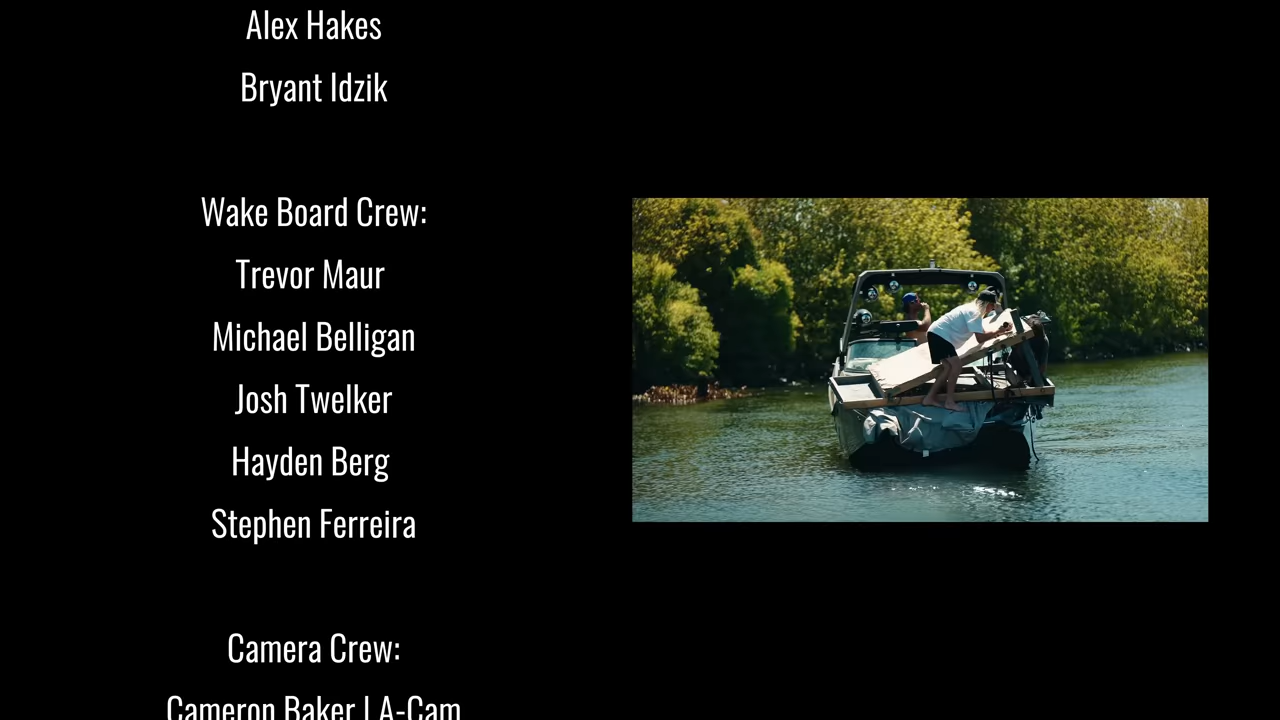 Alex Hakes
Bryant Idzik
Wake Board Crew:
Trevor Maur
Michael Belligan
Josh Twelker
Hayden Berg
Stephen Ferreira
Camera Crew:
Cameron Baker LA-Cam